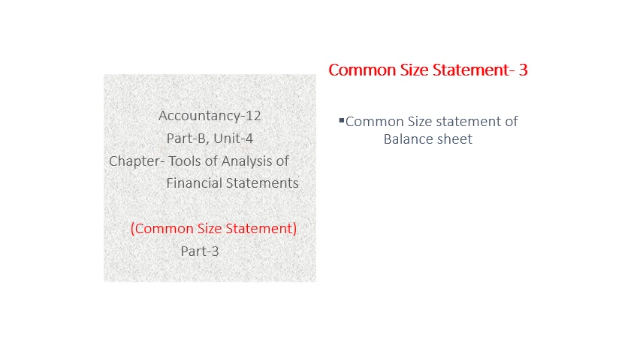 Common Size Statement- 3
Accountancy-12
Part-B, Unit-4
Chapter- Tools of Analysis of
Financial Statements
(Common Size Statement)
Part-3
▪Common Size statement of
Balance sheet